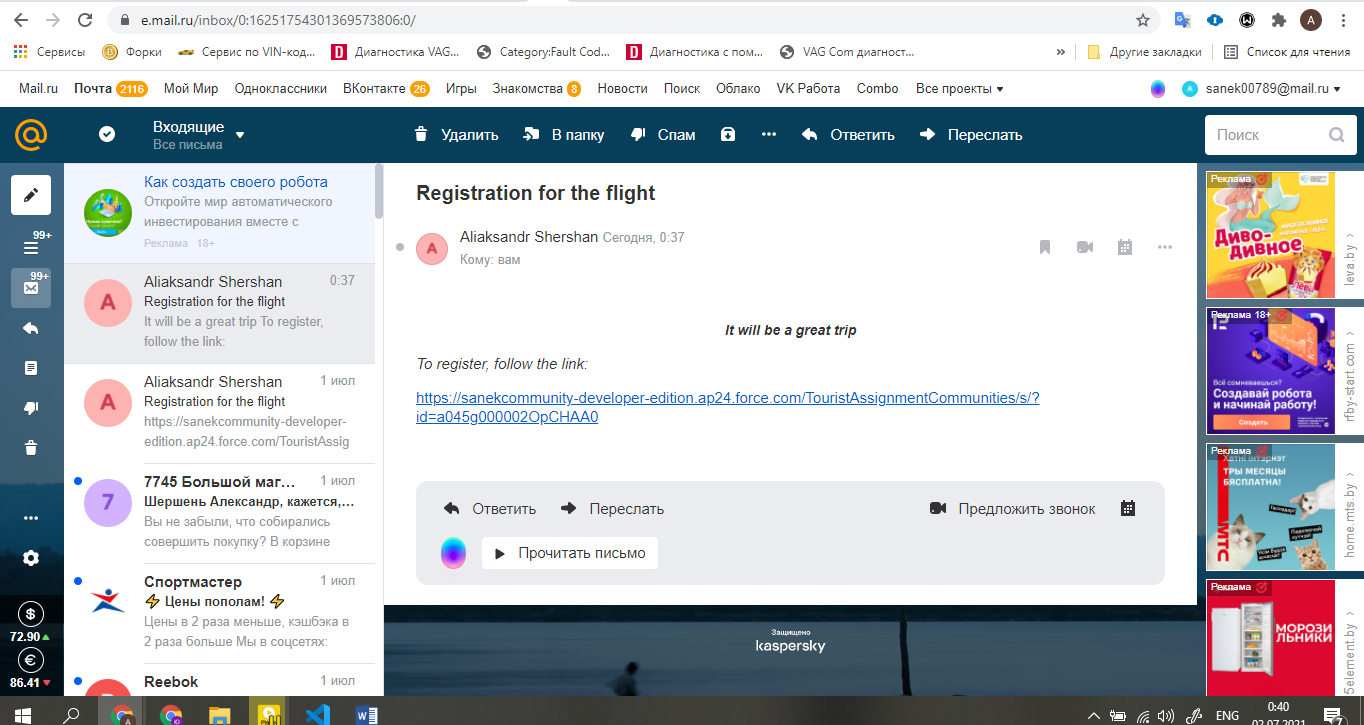 e.mail.ru/inbox/0:16251754301369573806:0/
A
Сервисы
Форки
Сервис по VIN-код...
Диагностика VAG...
Category:Fault Cod...
Диагностика с пом...
VAG Com диагност...
»
Другие закладки
Список для чтения
Mail.ru
Почта 2116
Мой Мир
Одноклассники
ВКонтакте 26
Игры
Знакомства 8
Новости
Поиск
Облако
VK Работа
Combo
Все проекты
A
sanek00789@mail.ru
Входящие
Все письма
Удалить
В папку
Спам
Ответить
Переслать
Поиск
99+
99+
$
72.90
€
86.41
Как создать своего робота
Откройте мир автоматического
инвестирования вместе с
Реклама 18+
A
Aliaksandr Shershan 0:37
Registration for the flight
It will be a great trip To register,
follow the link:
A
Aliaksandr Shershan 1 июл
Registration for the flight
https://sanekcommunity-developer-
edition.ap24.force.com/TouristAssig
7
7745 Большой маг... 1 июл
Шершень Александр, кажется,...
Вы не забыли, что собирались
совершить покупку? В корзине
Спортмастер 1 июл
⚡ Цены пополам! ⚡
Цены в 2 раза меньше, кэшбэка в
2 раза больше Мы в соцсетях:
Reebok 1 июл
Registration for the flight
A
Aliaksandr Shershan Сегодня, 0:37
Кому: вам
It will be a great trip
To register, follow the link:
https://sanekcommunity-developer-edition.ap24.force.com/TouristAssignmentCommunities/s/?
id=a045g000002OpCHAA0
Ответить
Переслать
Предложить звонок
Прочитать письмо
Защищено
kaspersky
Реклама
Диво-
Дивное
leva.by
Реклама 18+
Всё сомневаешься?
Создавай робота
и начинай работу!
Создать
rfby-start.com
Реклама
Хатні інтэрнэт
ТРЫ МЕСЯЦЫ
БЯСПЛАТНА!
МТС
home.mts.by
Реклама
МОРОЗИ
ЛЬНИКИ
5element.by
ENG
0:40
02.07.2021
7